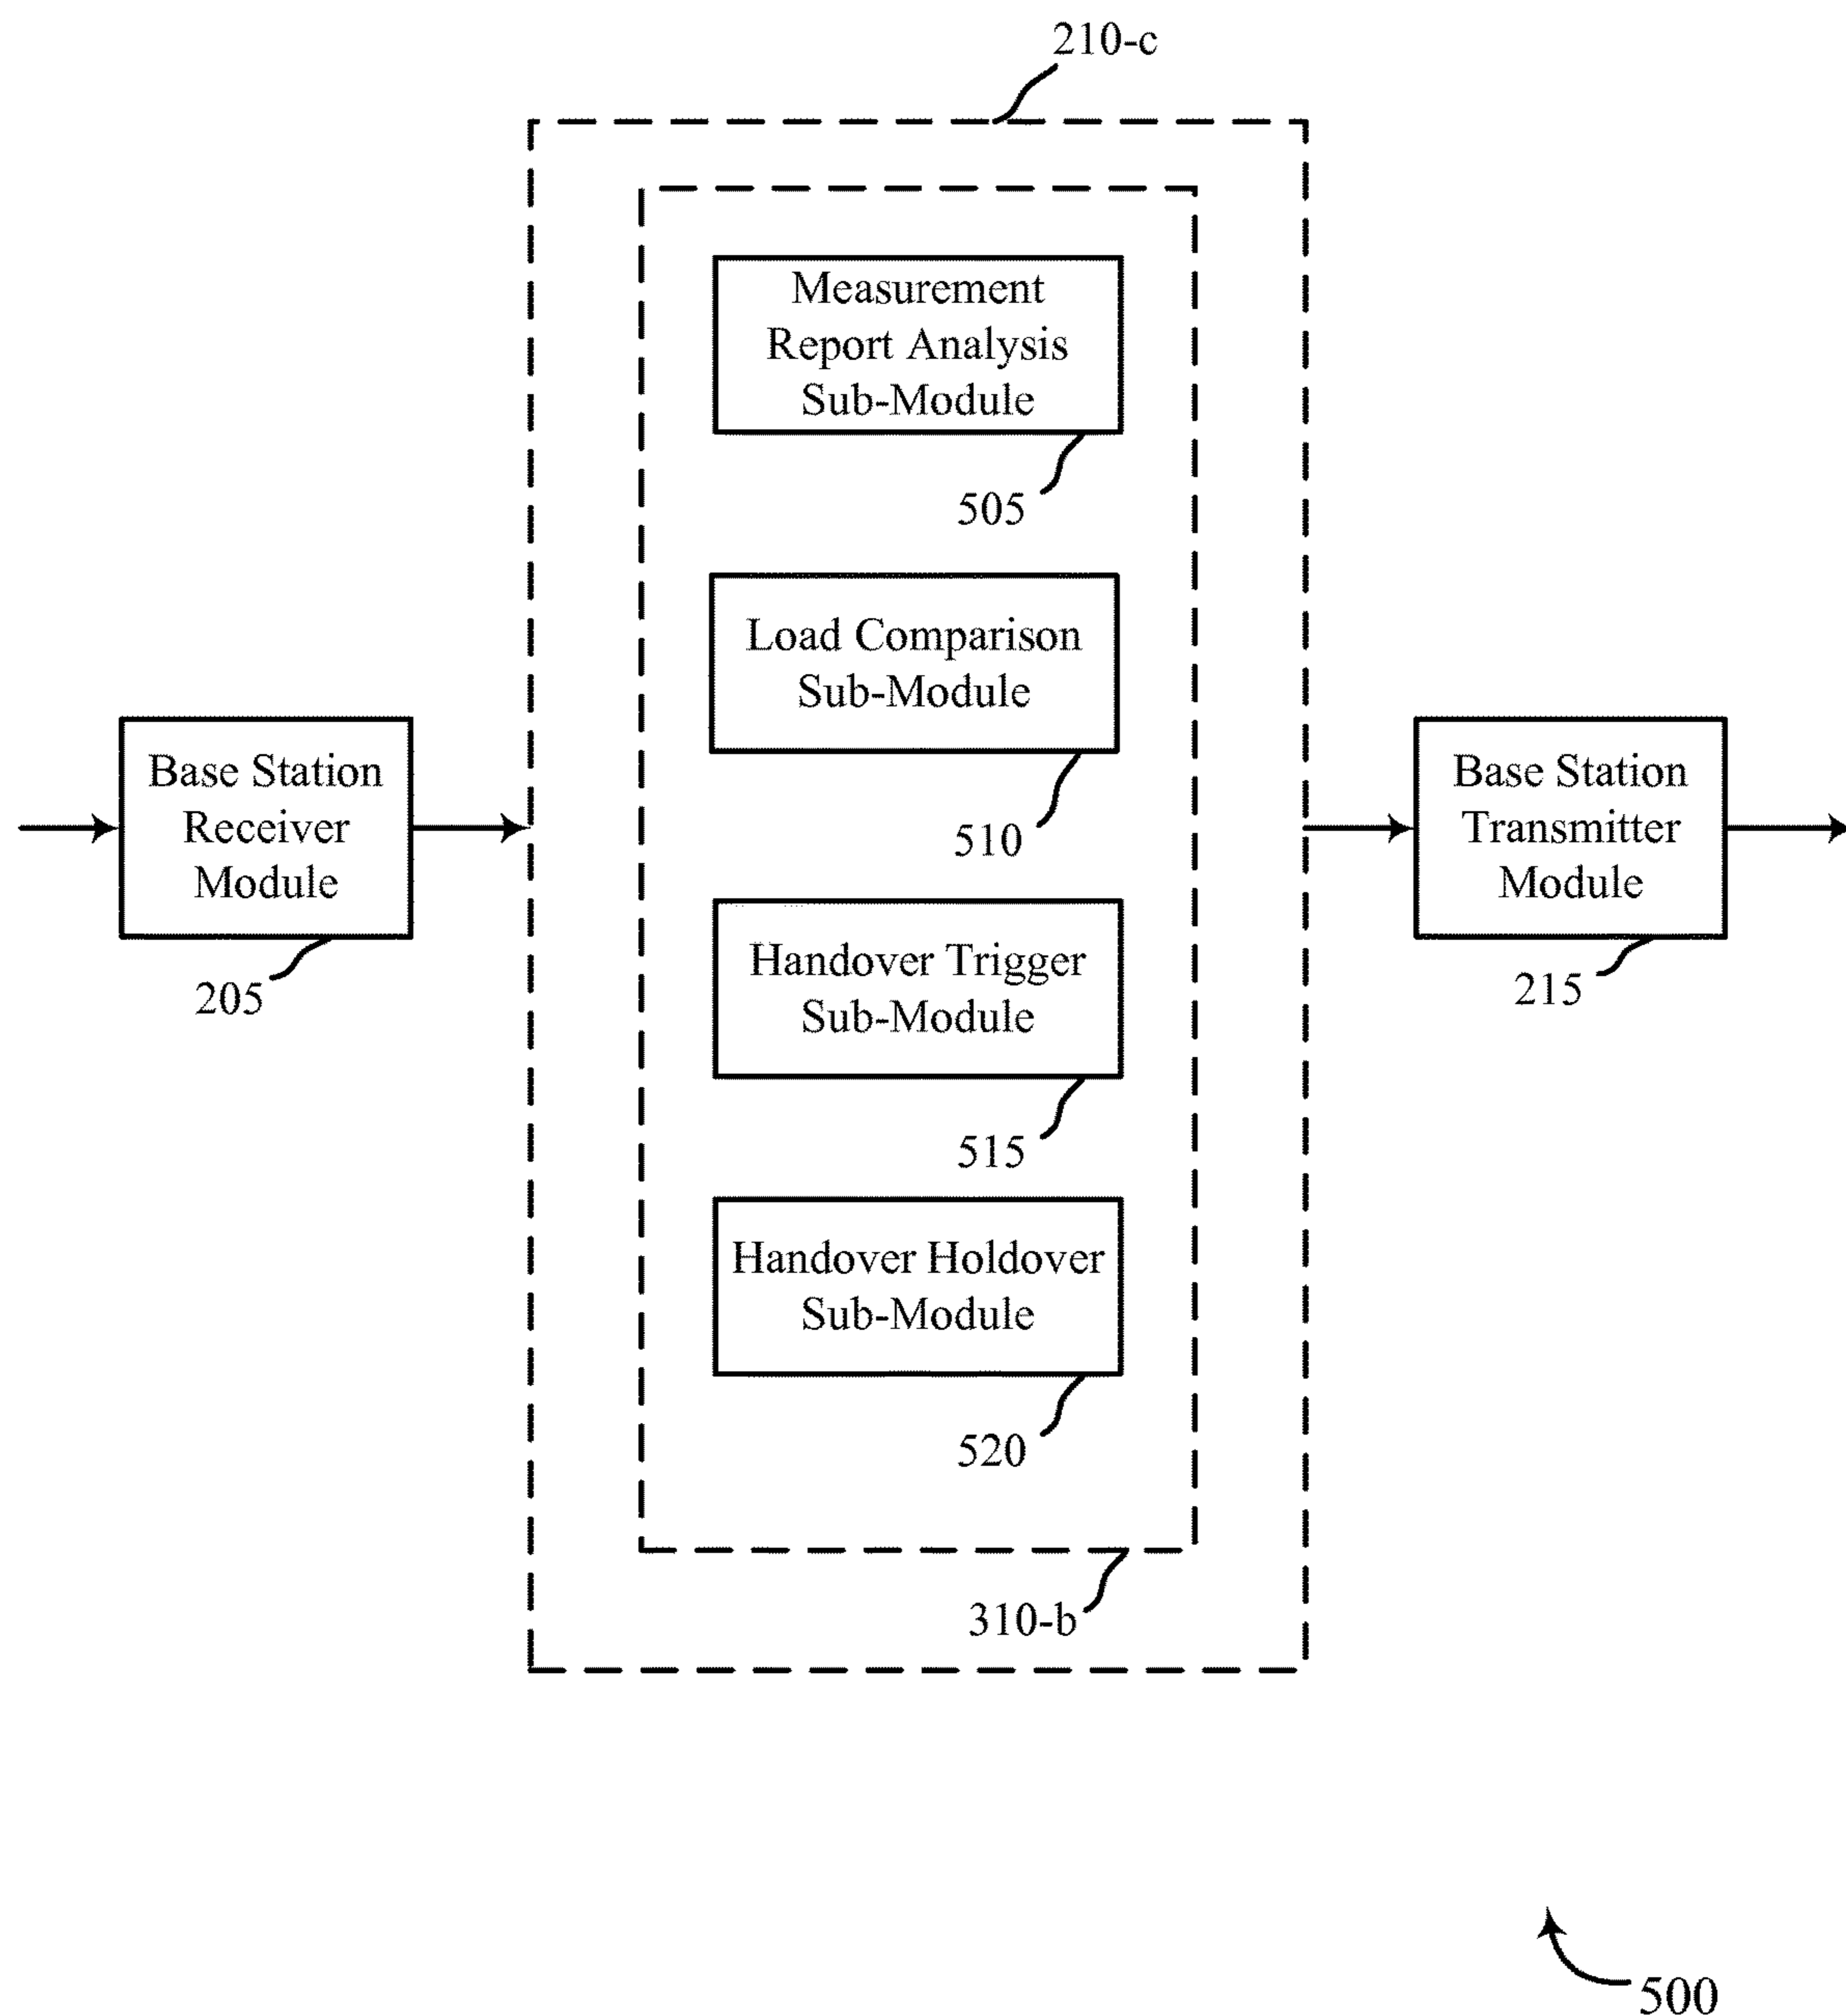 210-c
Measurement
Report Analysis
Sub-Module
505
Load Comparison
Sub-Module
510
Base Station
Receiver
Module
205
Base Station
Transmitter
Module
215
Handover Trigger
Sub-Module
515
Handover Holdover
Sub-Module
520
310-b
500